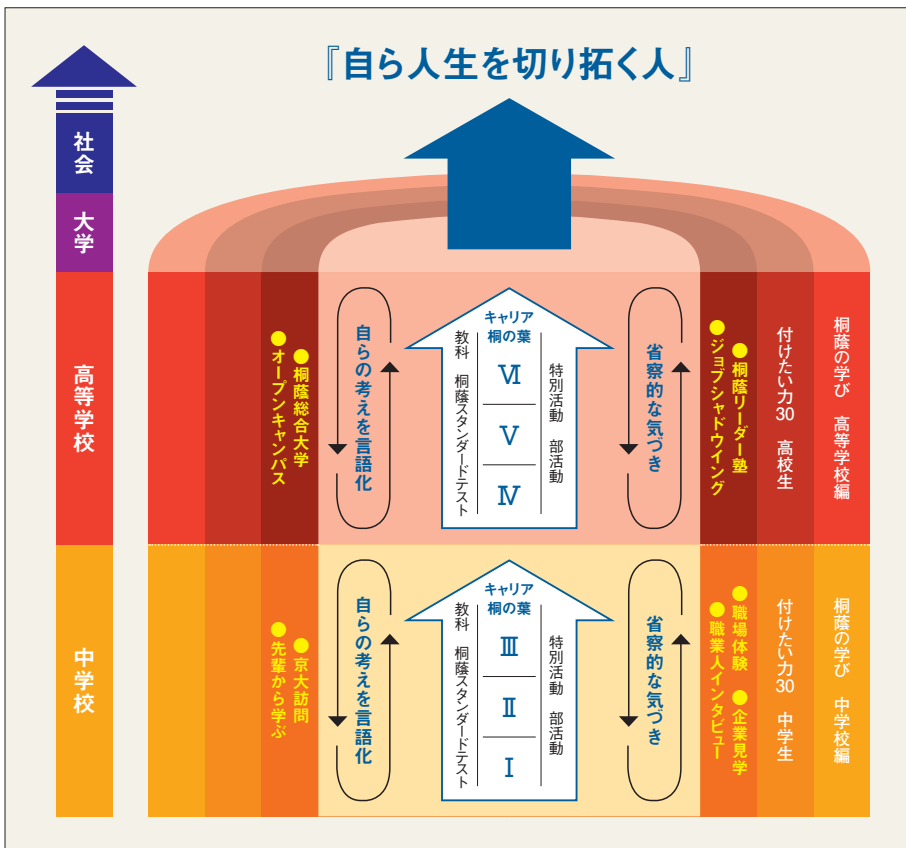 『自ら人生を切り拓く人』
社会
大学
高等学校
中学校
桐蔭の学び 高等学校編
付けたい力30 高校生
●桐蔭リーダー塾
●ジョブシャドウイング
省察的な気づき
キャリア
桐の葉
特別活動 部活動
Ⅵ
Ⅴ
Ⅳ
教科 桐蔭スタンダードテスト
自らの考えを言語化
●桐蔭総合大学
●オープンキャンパス
桐蔭の学び 中学校編
付けたい力30 中学生
●職場体験 ●企業見学
●職業人インタビュー
省察的な気づき
キャリア
桐の葉
特別活動 部活動
Ⅲ
Ⅱ
Ⅰ
教科 桐蔭スタンダードテスト
自らの考えを言語化
●京大訪問
●先輩から学ぶ